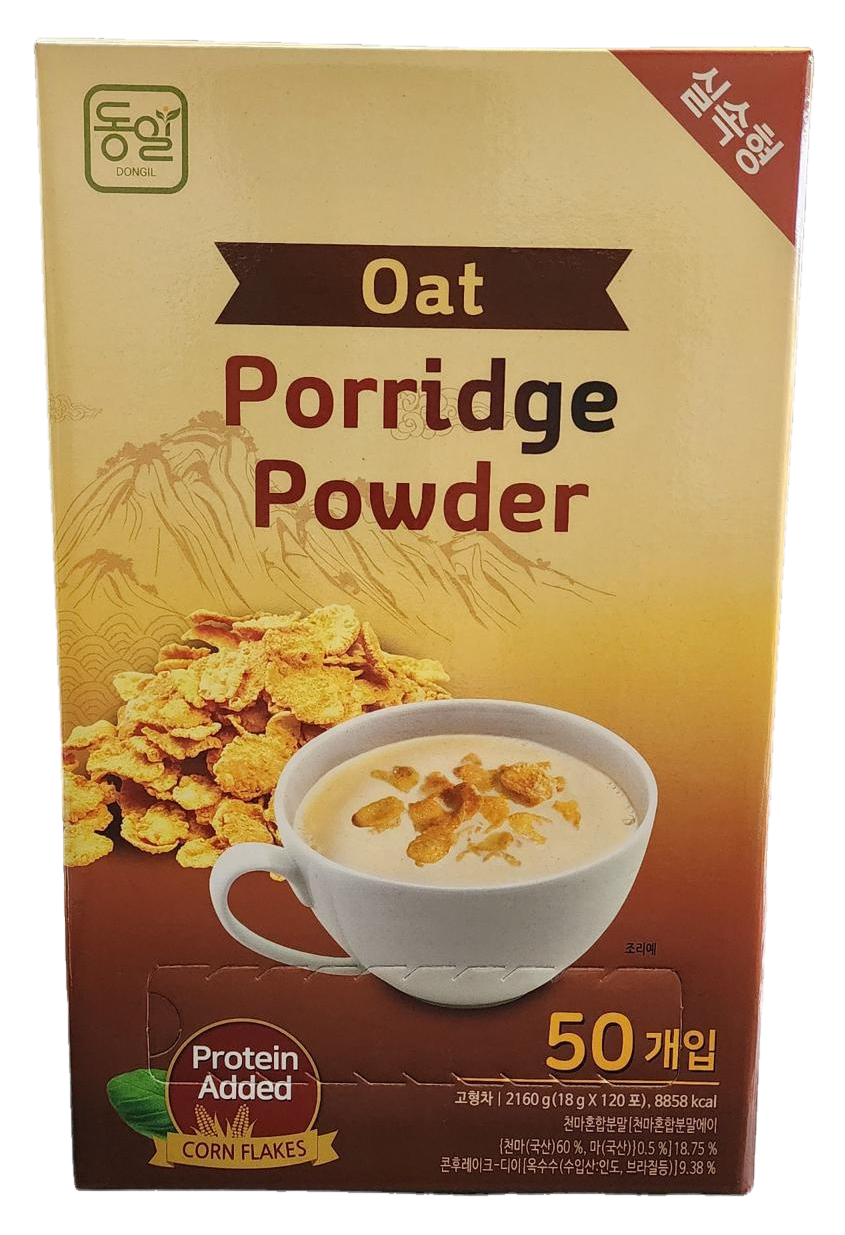 동일
DONGIL
실속형
Oat
Porridge
Powder
조리예
50 개입
Protein
Added
CORN FLAKES
고형차 | 2160 g (18 g X 120 포), 8858 kcal
천마혼합분말 [천마혼합분말에이
{천마(국산)60 %, 마(국산)}0.5 %] 18.75 %
콘후레이크-디이 [옥수수(수입산:인도, 브라질등)] 9.38 %